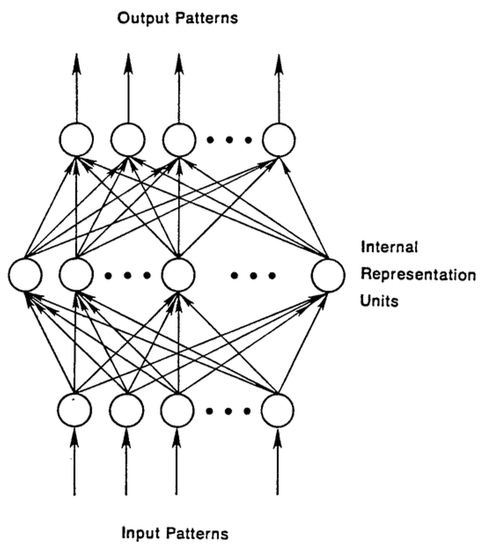 Output Patterns
Internal
Representation
Units
Input Patterns